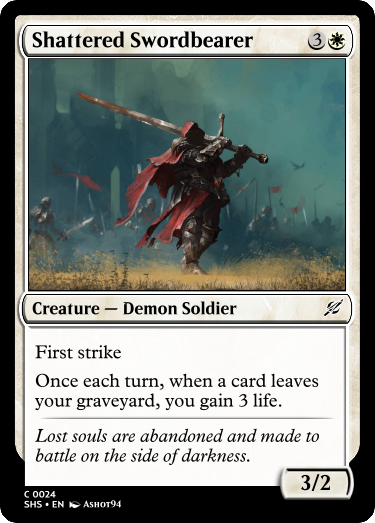 Shattered Swordbearer 3
Creature — Demon Soldier
First strike
Once each turn, when a card leaves
your graveyard, you gain 3 life.
Lost souls are abandoned and made to
battle on the side of darkness.
3/2
C 0024
SHS • EN Ashot94